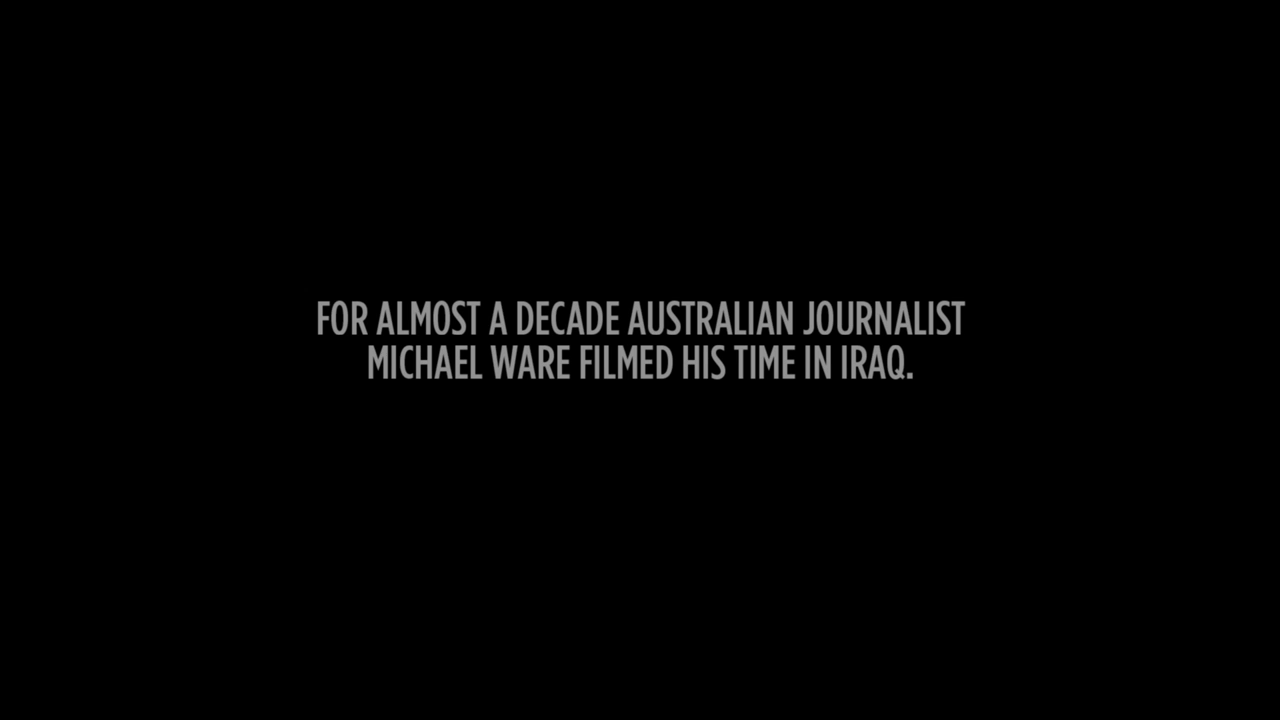 FOR ALMOST A DECADE AUSTRALIAN JOURNALIST
MICHAEL WARE FILMED HIS TIME IN IRAQ.